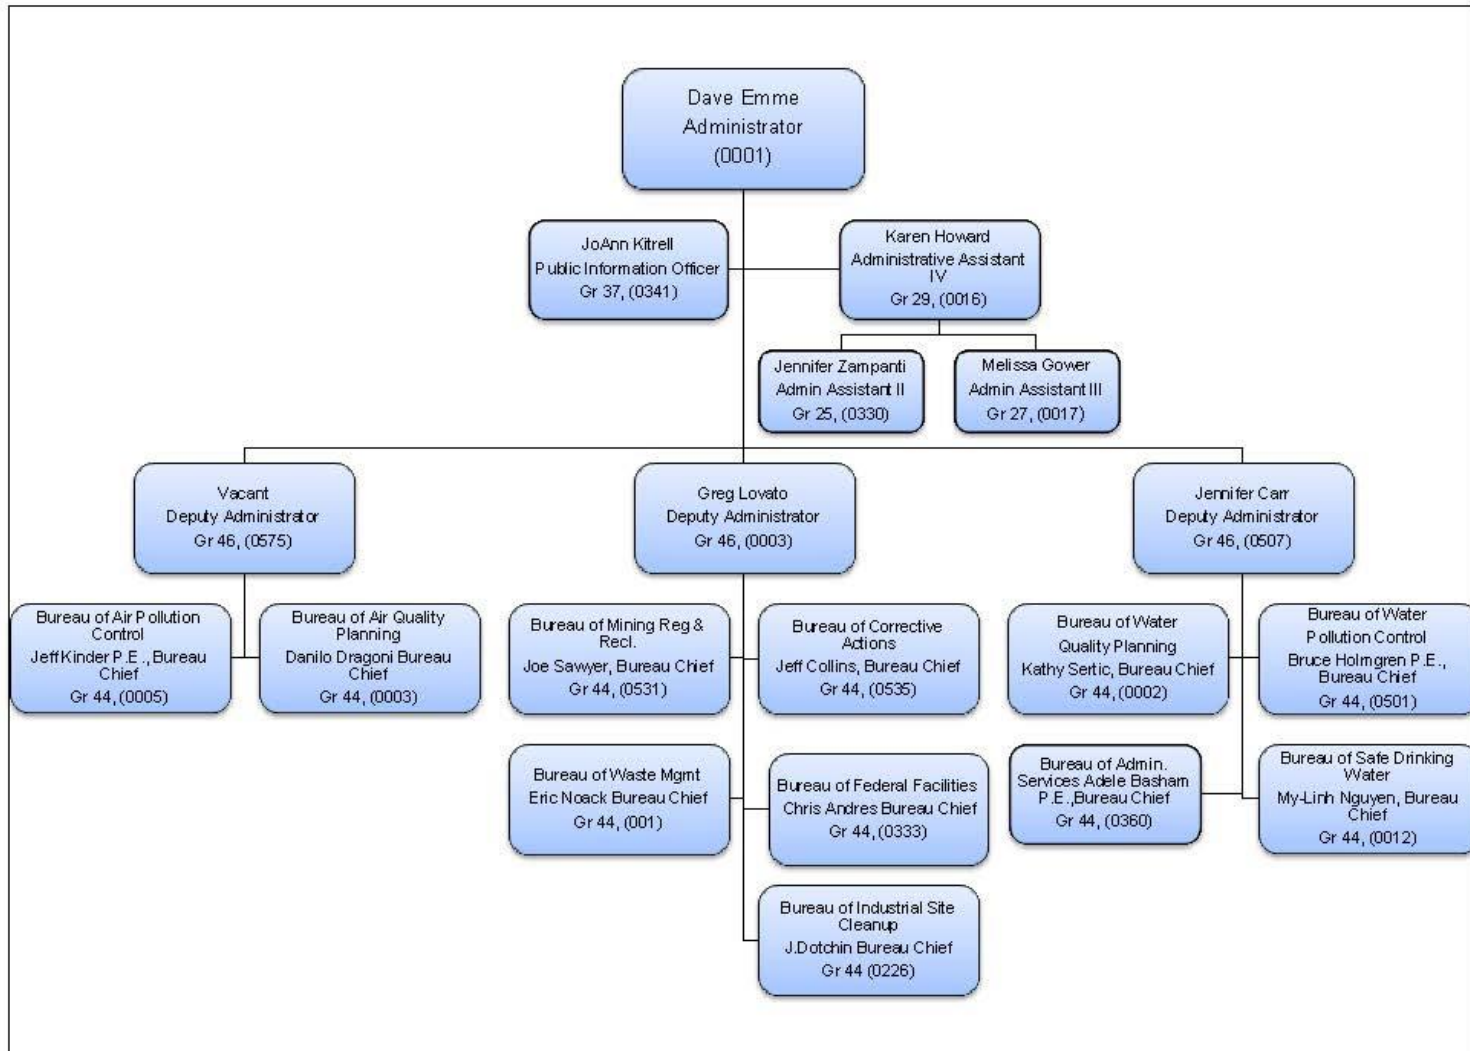 Dave Emme
Administrator
(0001)
JoAnn Kitrell
Public Information Officer
Gr 37, (0341)
Karen Howard
Administrative Assistant
IV
Gr 29, (0016)
Jennifer Zampanti
Admin Assistant II
Gr 25, (0330)
Melissa Gower
Admin Assistant III
Gr 27, (0017)
Vacant
Deputy Administrator
Gr 46, (0575)
Greg Lovato
Deputy Administrator
Gr 46, (0003)
Jennifer Carr
Deputy Administrator
Gr 46, (0507)
Bureau of Air Pollution
Control
Jeff Kinder P.E., Bureau
Chief
Gr 44, (0005)
Bureau of Air Quality
Planning
Danilo Dragoni Bureau
Chief
Gr 44, (0003)
Bureau of Mining Reg &
Recl.
Joe Sawyer, Bureau Chief
Gr 44, (0531)
Bureau of Corrective
Actions
Jeff Collins, Bureau Chief
Gr 44, (0535)
Bureau of Water
Quality Planning
Kathy Sertic, Bureau Chief
Gr 44, (0002)
Bureau of Water
Pollution Control
Bruce Holmgren P.E.,
Bureau Chief
Gr 44, (0501)
Bureau of Waste Mgmt
Eric Noack Bureau Chief
Gr 44, (001)
Bureau of Federal Facilities
Chris Andres Bureau Chief
Gr 44, (0333)
Bureau of Admin.
Services Adele Basham
P.E.,Bureau Chief
Gr 44, (0360)
Bureau of Safe Drinking
Water
My-Linh Nguyen, Bureau
Chief
Gr 44, (0012)
Bureau of Industrial Site
Cleanup
J.Dotchin Bureau Chief
Gr 44 (0226)